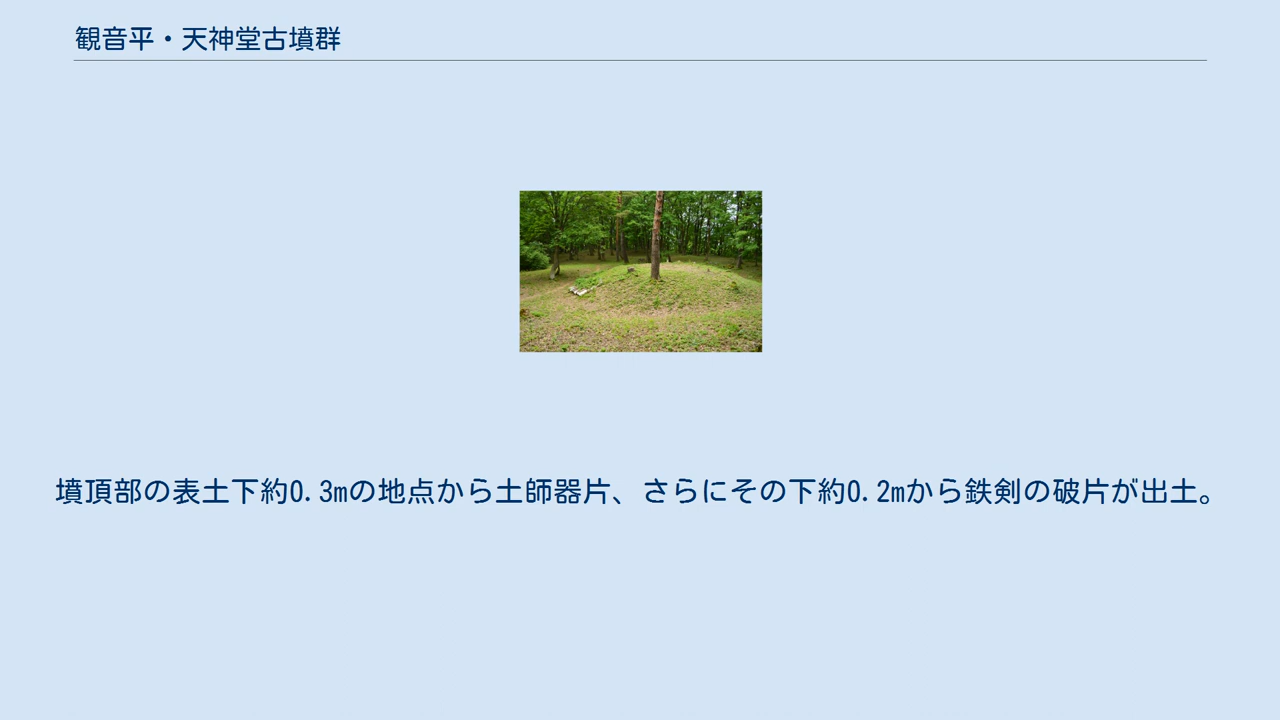 観音平・天神堂古墳群
墳頂部の表土下約0.3mの地点から土師器片、さらにその下約0.2mから鉄剣の破片が出土。